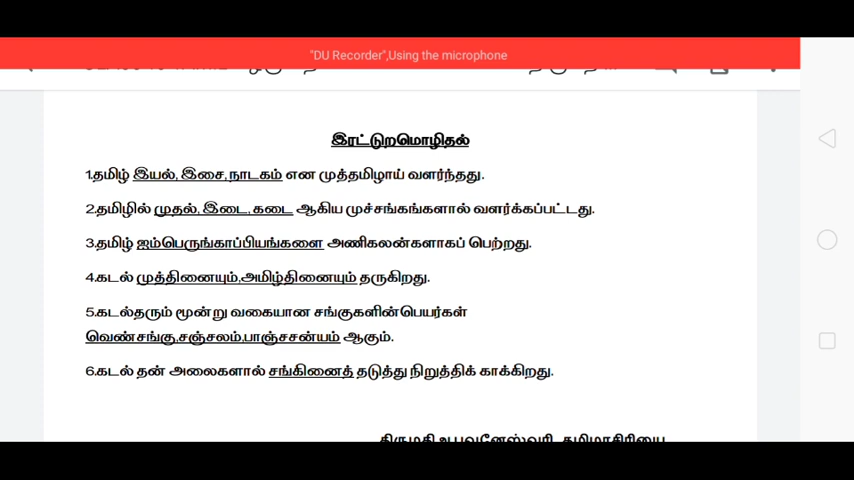 "DU Recorder",Using the microphone
இரட்டுறமொழிதல்
1.தமிழ் இயல், இசை,நாடகம் என முத்தமிழாய் வளர்ந்தது.
2.தமிழில் முதல், இடை, கடை ஆகிய முச்சங்கங்களால் வளர்க்கப்பட்டது.
3.தமிழ் ஐம்பெருங்காப்பியங்களை அணிகலன்களாகப் பெற்றது.
4.கடல் முத்தினையும்,அமிழ்தினையும் தருகிறது.
5.கடல்தரும் மூன்று வகையான சங்குகளின்பெயர்கள்
வெண்சங்கு,சஞ்சலம்,பாஞ்சசன்யம் ஆகும்.
6.கடல் தன் அலைகளால் சங்கினைத் தடுத்து நிறுத்திக் காக்கிறது.